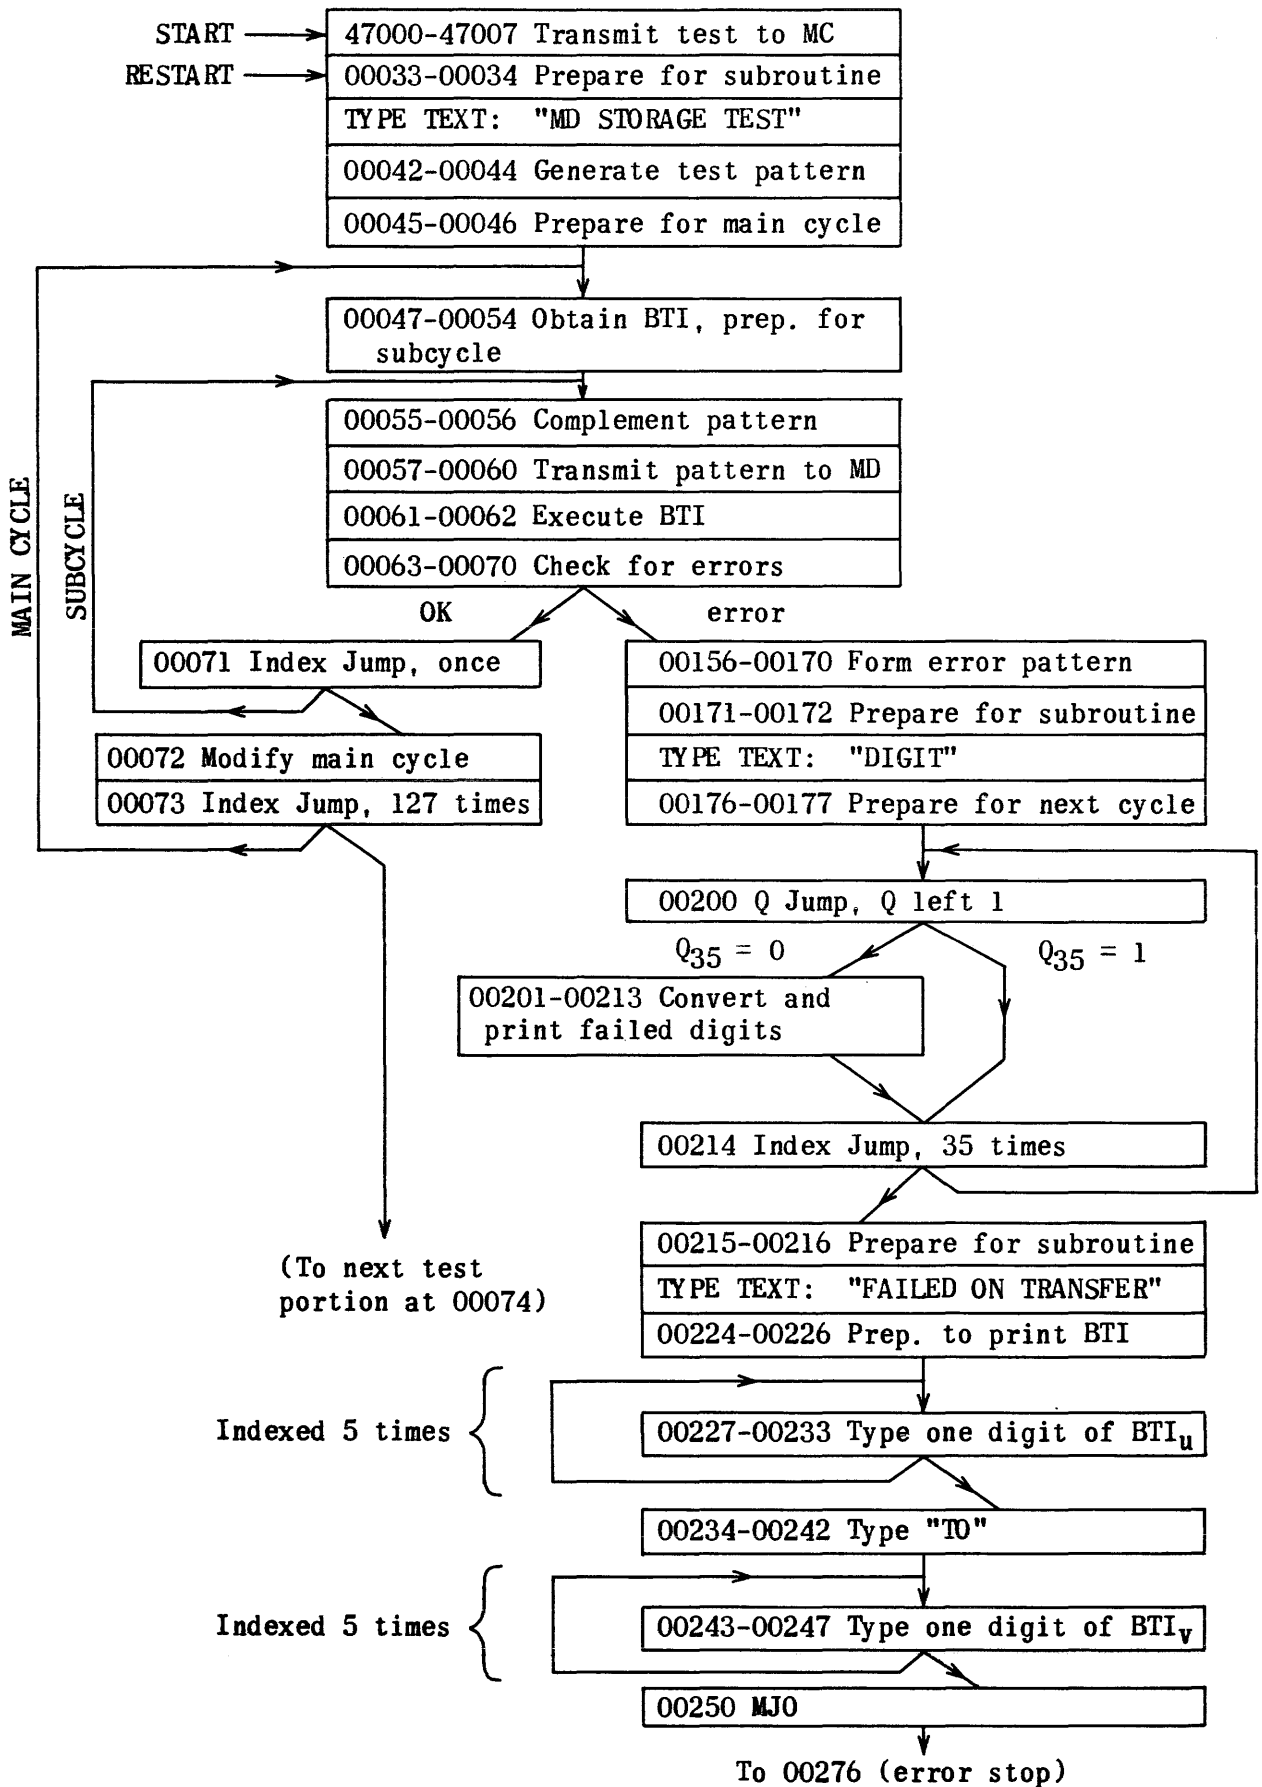 START
47000-47007 Transmit test to MC
RESTART
00033-00034 Prepare for subroutine
TYPE TEXT: "MD STORAGE TEST"
00042-00044 Generate test pattern
00045-00046 Prepare for main cycle
00047-00054 Obtain BTI, prep. for
subcycle
MAIN CYCLE
SUBCYCLE
00055-00056 Complement pattern
00057-00060 Transmit pattern to MD
00061-00062 Execute BTI
00063-00070 Check for errors
OK
error
00071 Index Jump, once
00072 Modify main cycle
00073 Index Jump, 127 times
00156-00170 Form error pattern
00171-00172 Prepare for subroutine
TYPE TEXT: "DIGIT"
00176-00177 Prepare for next cycle
00200 Q Jump, Q left 1
Q35 = 0
Q35 = 1
00201-00213 Convert and
print failed digits
00214 Index Jump, 35 times
(To next test
portion at 00074)
00215-00216 Prepare for subroutine
TYPE TEXT: "FAILED ON TRANSFER"
00224-00226 Prep. to print BTI
Indexed 5 times
00227-00233 Type one digit of BTIu
00234-00242 Type "TO"
Indexed 5 times
00243-00247 Type one digit of BTIv
00250 MJO
To 00276 (error stop)